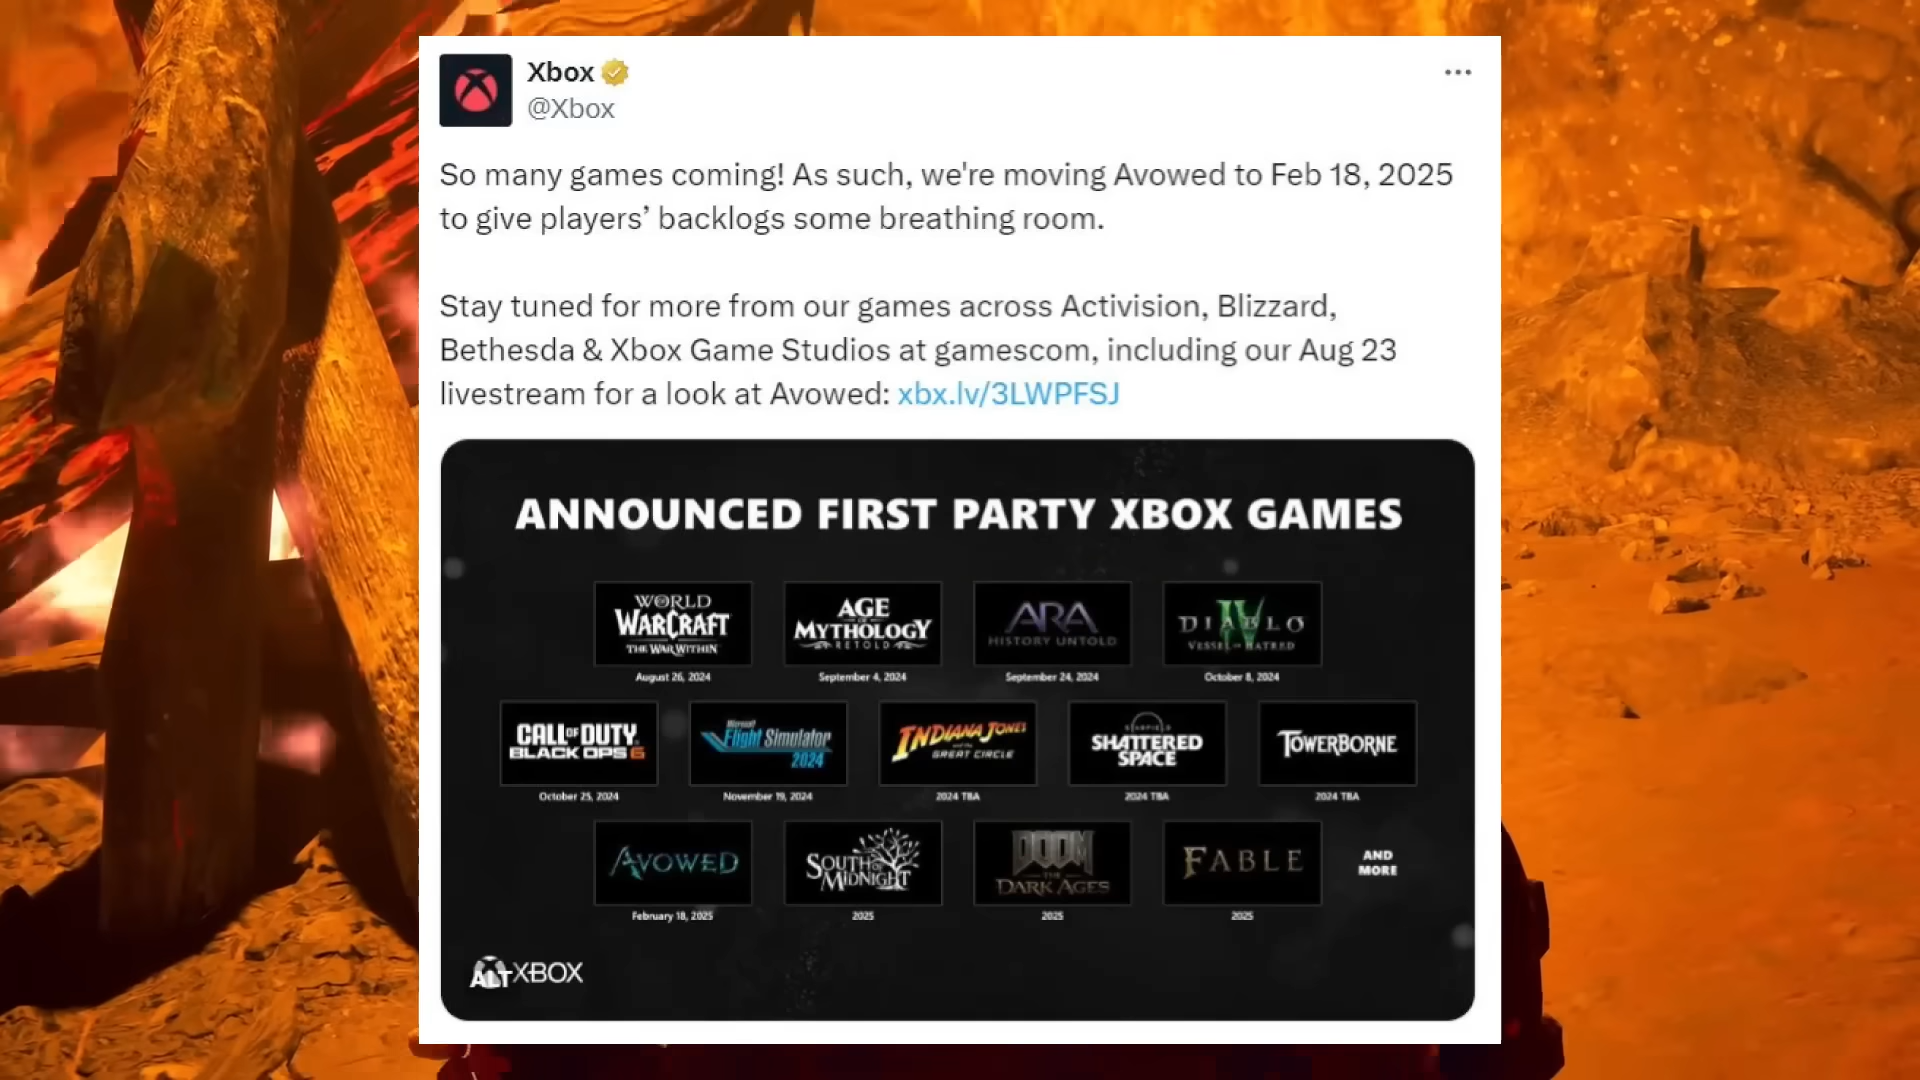 Xbox
@Xbox
So many games coming! As such, we're moving Avowed to Feb 18, 2025
to give players’ backlogs some breathing room.
Stay tuned for more from our games across Activision, Blizzard,
Bethesda & Xbox Game Studios at gamescom, including our Aug 23
livestream for a look at Avowed: xbx.lv/3LWPFSJ
ANNOUNCED FIRST PARTY XBOX GAMES
WORLD OF WARCRAFT THE WAR WITHIN
August 26, 2024
AGE OF MYTHOLOGY RETOLD
September 4, 2024
ARA HISTORY UNTOLD
September 24, 2024
DIABLO IV VESSEL OF HATRED
October 8, 2024
CALL OF DUTY BLACK OPS 6
October 25, 2024
Microsoft Flight Simulator 2024
November 19, 2024
INDIANA JONES and the GREAT CIRCLE
2024 TBA
STARFIELD SHATTERED SPACE
2024 TBA
TOWERBORNE
2024 TBA
AVOWED
February 18, 2025
SOUTH OF MIDNIGHT
2025
DOOM THE DARK AGES
2025
FABLE
2025
AND
MORE
ALT XBOX